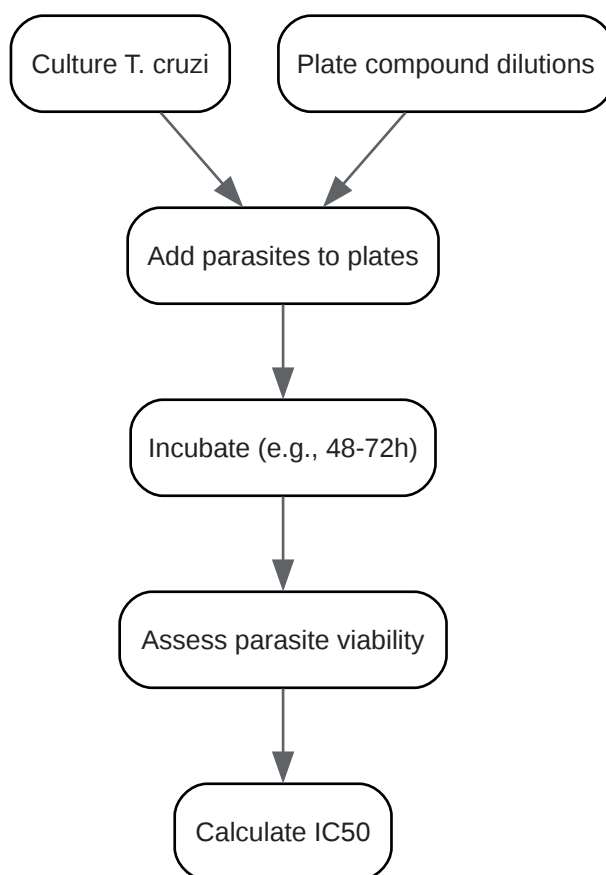 Culture T. cruzi
Plate compound dilutions
Add parasites to plates
Incubate (e.g., 48-72h)
Assess parasite viability
Calculate IC50